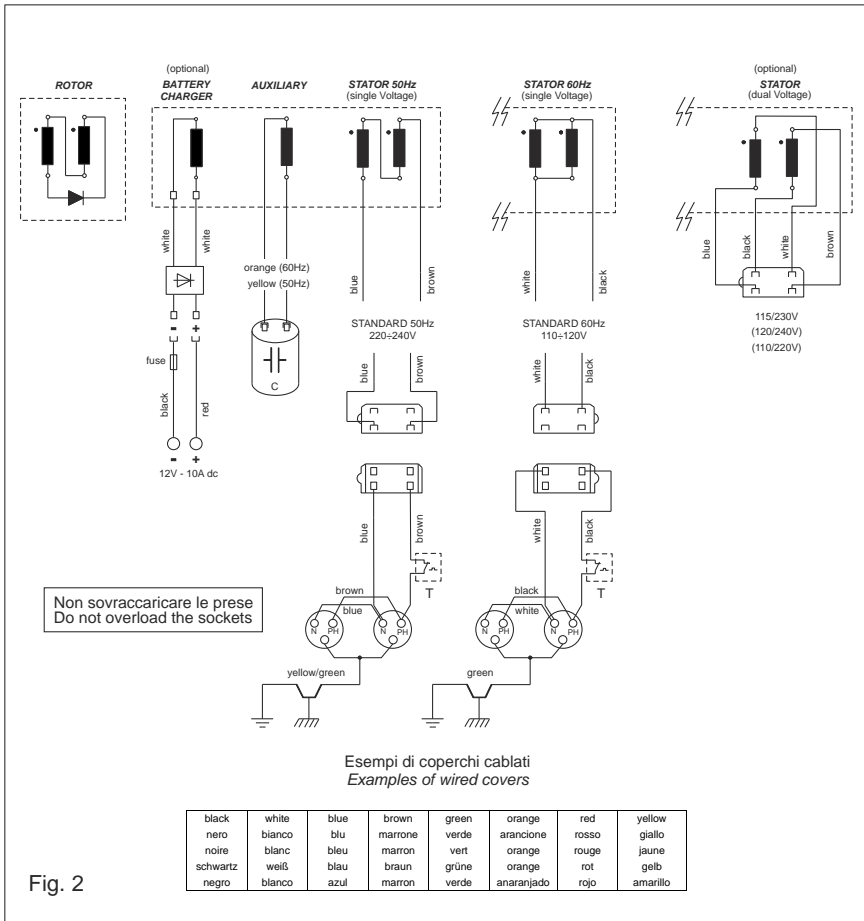 (optional)
BATTERY
CHARGER
ROTOR
AUXILIARY
STATOR 50Hz
(single Voltage)
STATOR 60Hz
(single Voltage)
(optional)
STATOR
(dual Voltage)
white
white
orange (60Hz)
yellow (50Hz)
blue
brown
white
black
blue
black
white
brown
- +
fuse
black
red
- +
12V - 10A dc
C
STANDARD 50Hz
220÷240V
STANDARD 60Hz
110÷120V
115/230V
(120/240V)
(110/220V)
blue
brown
white
black
blue
brown
white
black
T
T
brown
blue
N PH N PH
black
white
N PH N PH
yellow/green
green
Non sovraccaricare le prese
Do not overload the sockets
Esempi di coperchi cablati
Examples of wired covers
black white blue brown green orange red yellow
nero bianco blu marrone verde arancione rosso giallo
noire blanc bleu marron vert orange rouge jaune
schwartz weiß blau braun grüne orange rot gelb
negro blanco azul marron verde anaranjado rojo amarillo
Fig. 2